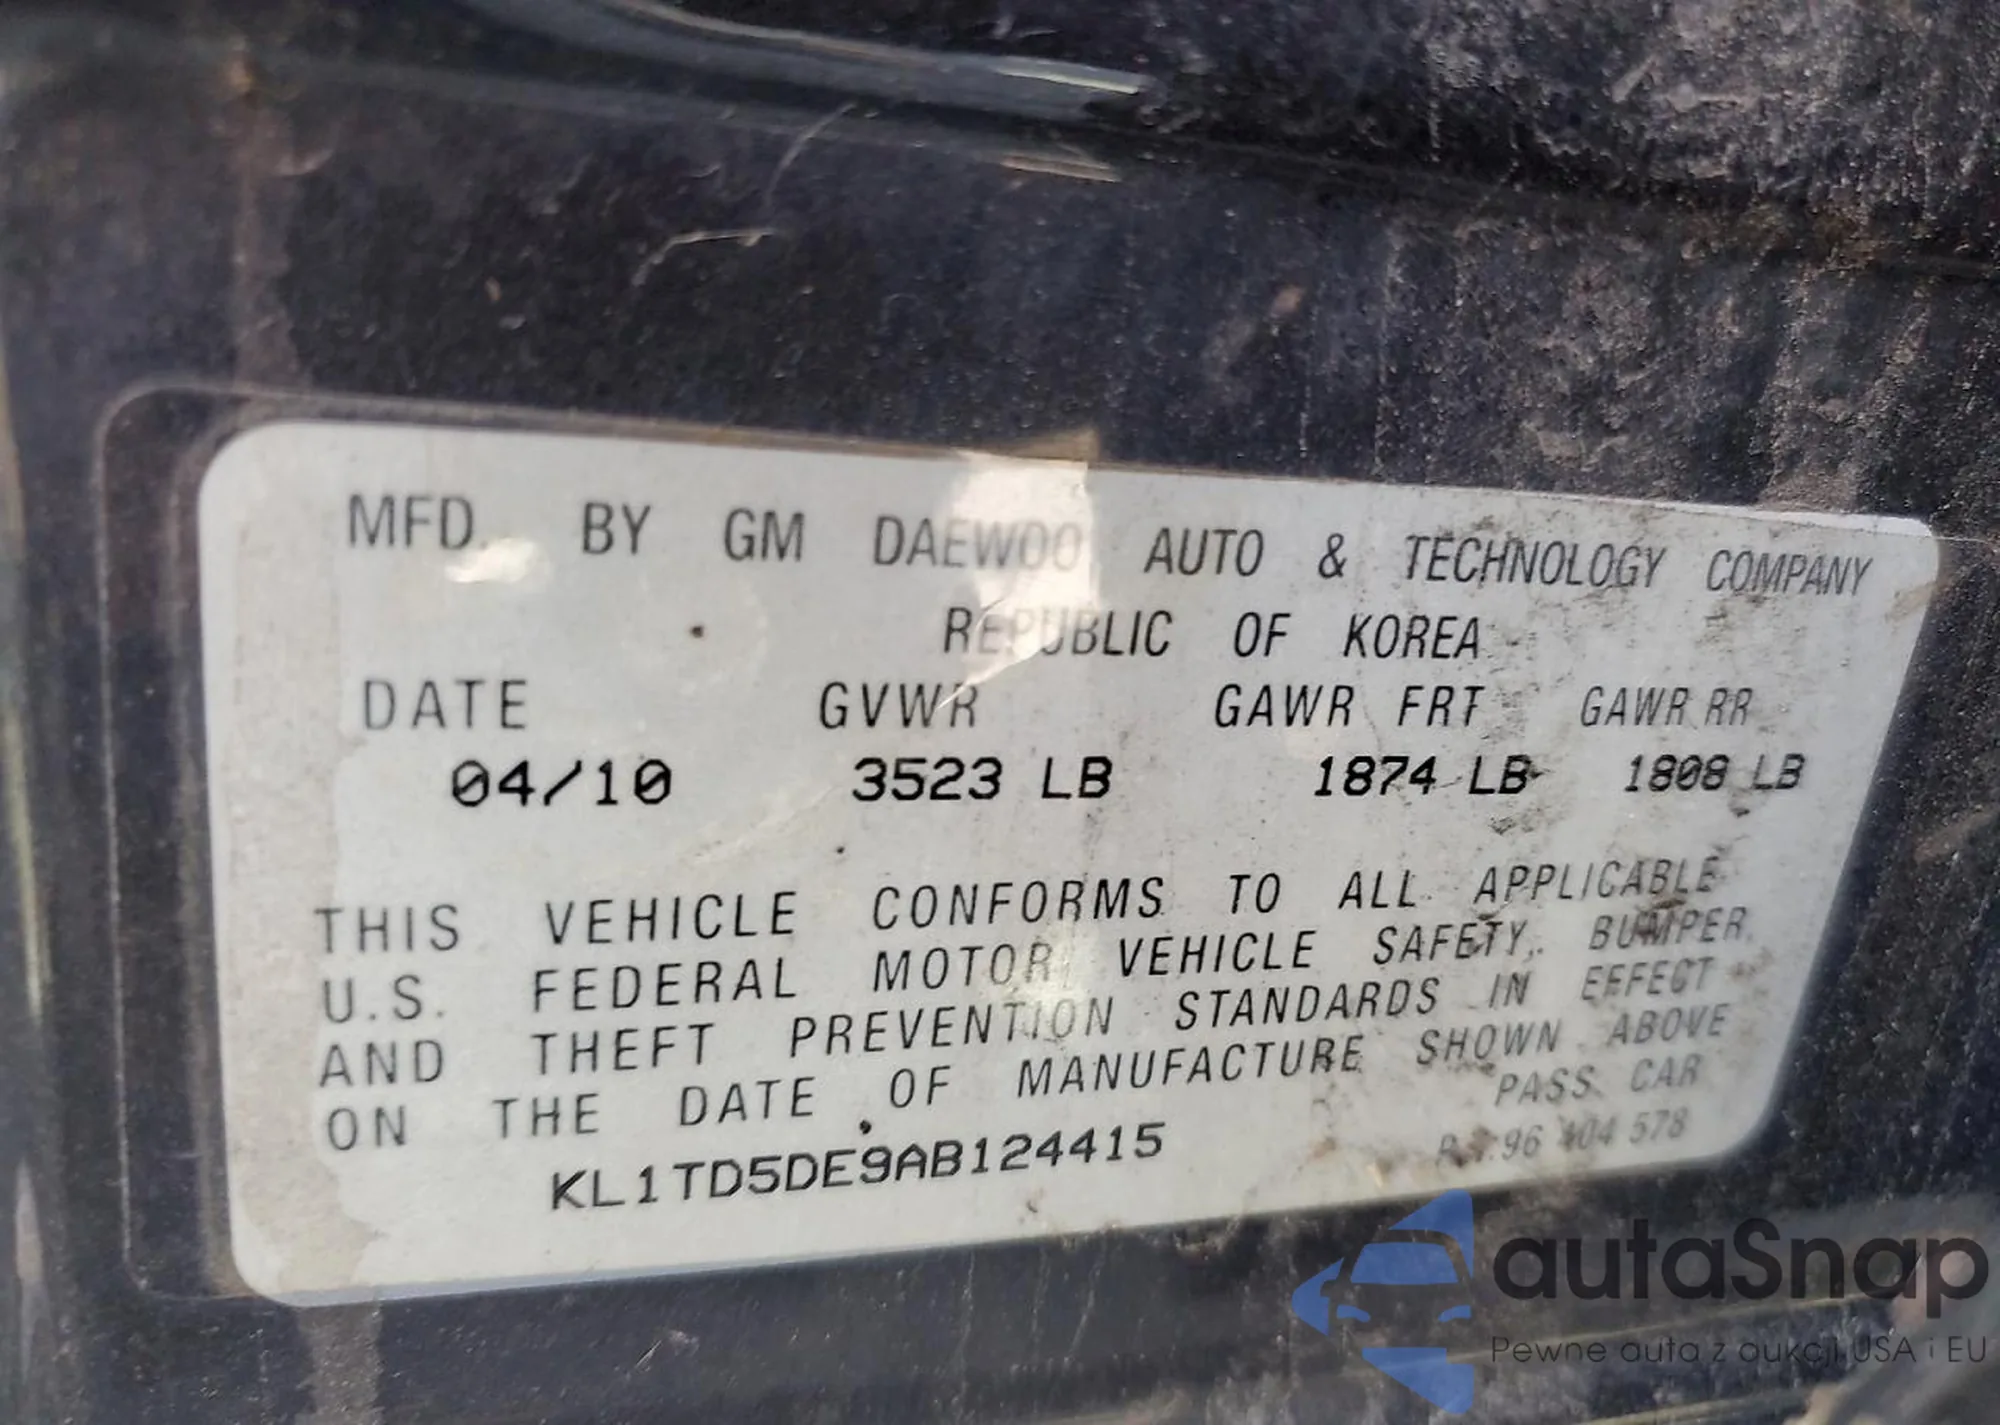 MFD. BY GM DAEWOO AUTO & TECHNOLOGY COMPANY
REPUBLIC OF KOREA
DATE GVWR GAWR FRT GAWR RR
04/10 3523 LB 1874 LB 1808 LB
THIS VEHICLE CONFORMS TO ALL APPLICABLE
U.S. FEDERAL MOTOR VEHICLE SAFETY, BUMPER
AND THEFT PREVENTION STANDARDS IN EFFECT
ON THE DATE OF MANUFACTURE SHOWN ABOVE
PASS CAR
KL1TD5DE9AB124415
96 404 578
autaSnap
Pewne auta z aukcji USA i EU